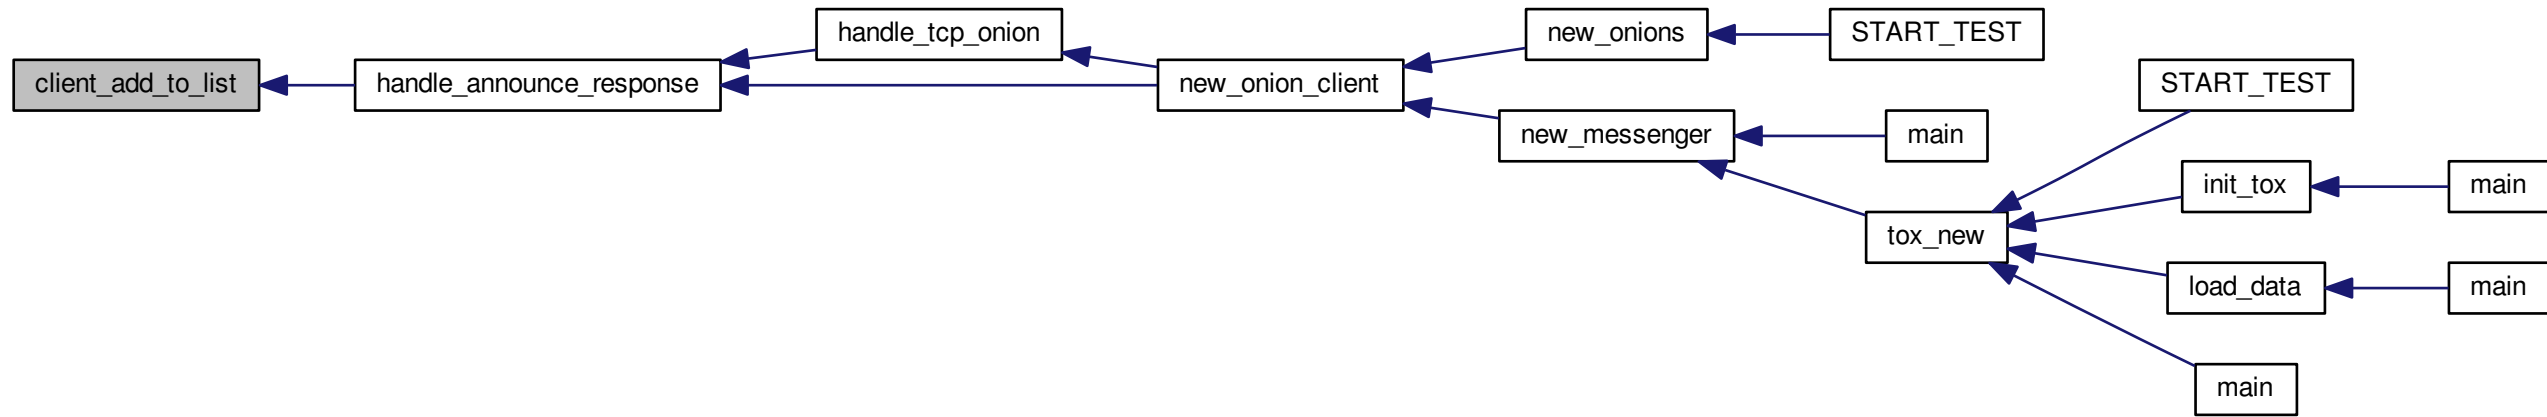 client_add_to_list
handle_announce_response
handle_tcp_onion
new_onion_client
new_onions
START_TEST
new_messenger
main
tox_new
START_TEST
init_tox
main
load_data
main
main